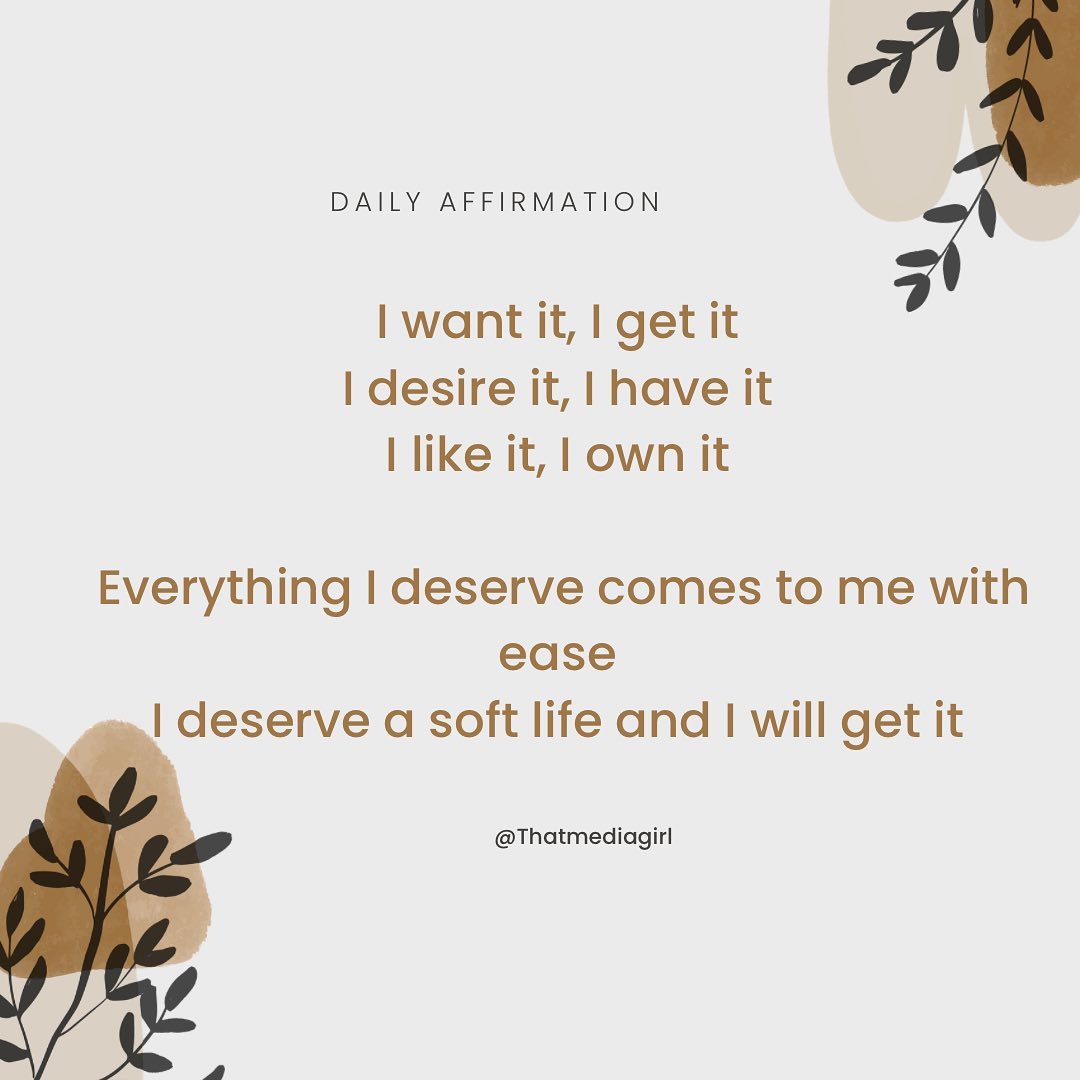 DAILY AFFIRMATION
I want it, I get it
I desire it, I have it
I like it, I own it
Everything I deserve comes to me with
ease
I deserve a soft life and I will get it
@Thatmediagirl